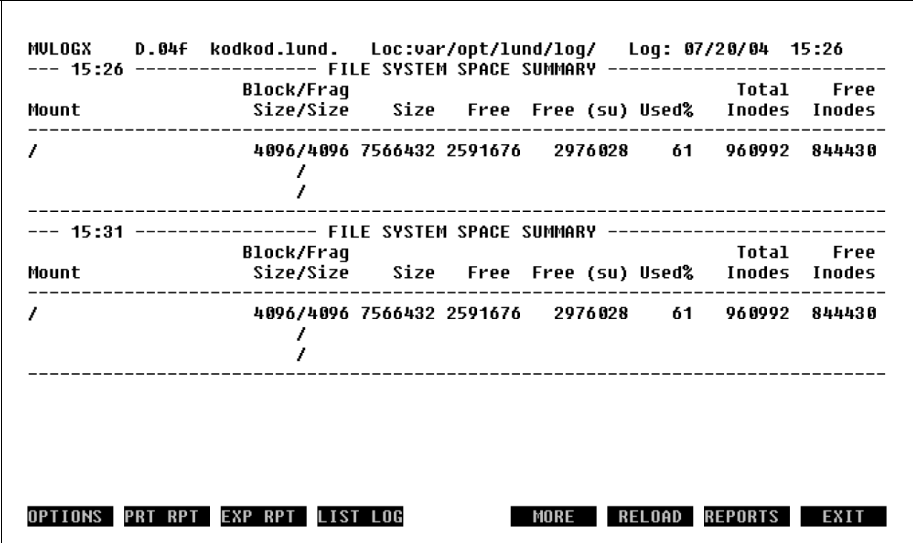 MVLOGX    D.04f  kodkod.lund.   Loc:var/opt/lund/log/   Log: 07/20/04  15:26
--- 15:26 ----------------- FILE SYSTEM SPACE SUMMARY --------------------------
                    Block/Frag                                    Total    Free
Mount                Size/Size    Size   Free  Free (su) Used%   Inodes  Inodes
--------------------------------------------------------------------------------
/                    4096/4096 7566432 2591676   2976028    61   960992  844430
                         /
                         /
--------------------------------------------------------------------------------
--- 15:31 ----------------- FILE SYSTEM SPACE SUMMARY --------------------------
                    Block/Frag                                    Total    Free
Mount                Size/Size    Size   Free  Free (su) Used%   Inodes  Inodes
--------------------------------------------------------------------------------
/                    4096/4096 7566432 2591676   2976028    61   960992  844430
                         /
                         /
--------------------------------------------------------------------------------
OPTIONS  PRT RPT  EXP RPT  LIST LOG            MORE   RELOAD  REPORTS   EXIT